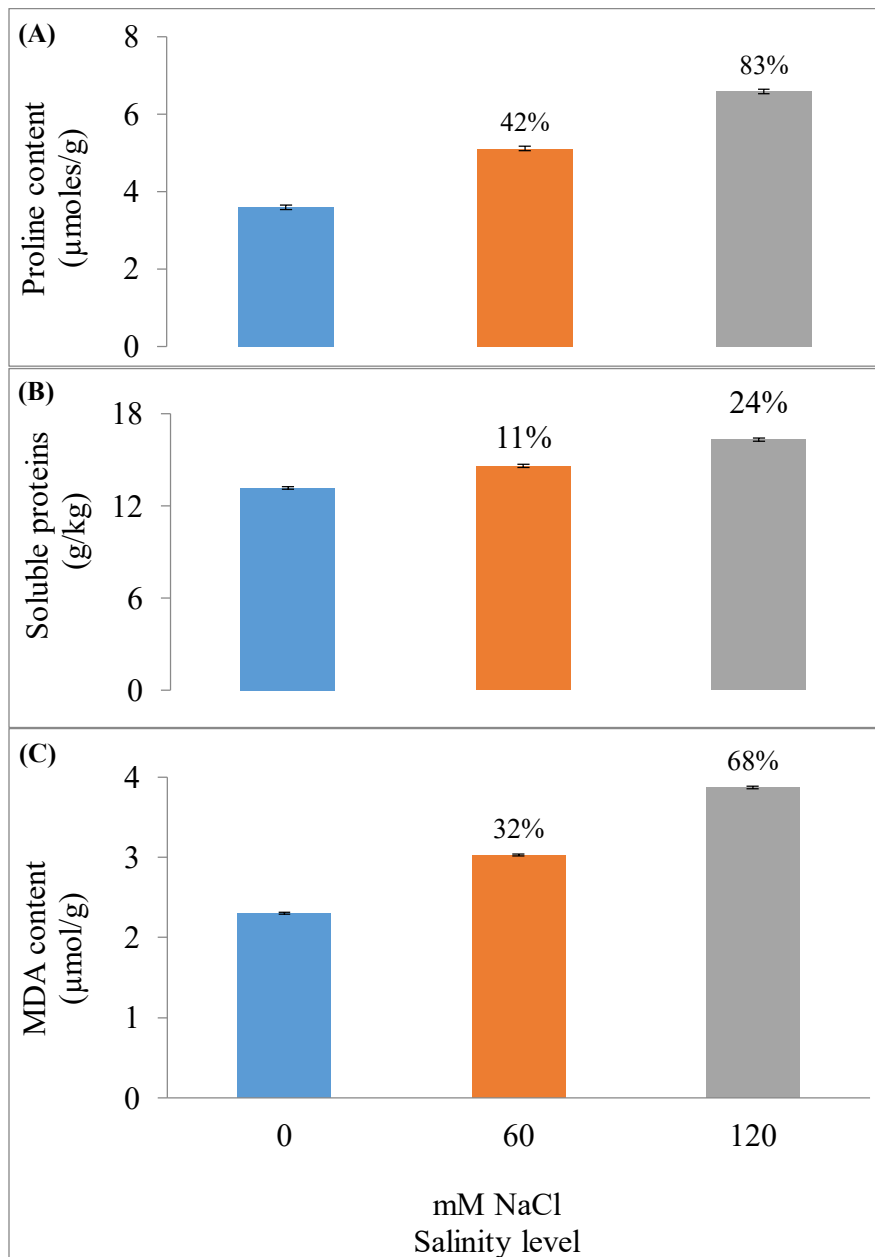 (A)
Proline content
(µmoles/g)
8
6
4
2
0
42%
83%
(B)
Soluble proteins
(g/kg)
18
12
6
0
11%
24%
(C)
MDA content
(µmol/g)
4
3
2
1
0
32%
68%
0 60 120
mM NaCl
Salinity level